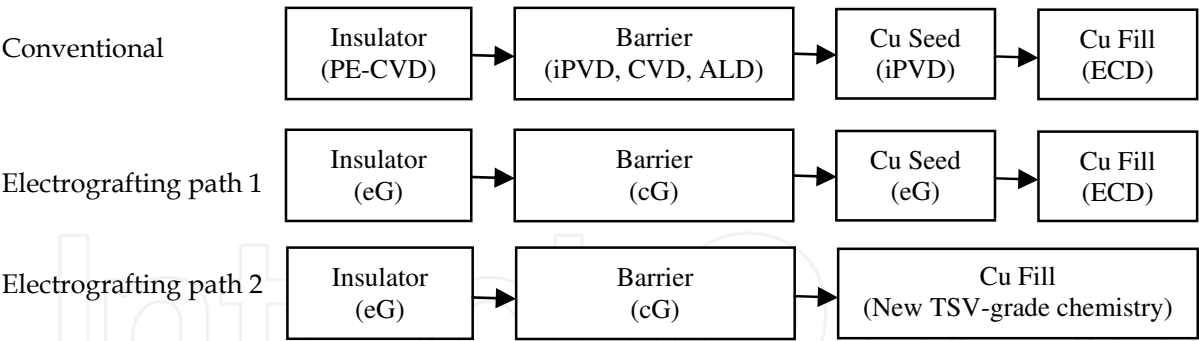 Conventional
Insulator
(PE-CVD)
Barrier
(iPVD, CVD, ALD)
Cu Seed
(iPVD)
Cu Fill
(ECD)
Electrografting path 1
Insulator
(eG)
Barrier
(cG)
Cu Seed
(eG)
Cu Fill
(ECD)
Electrografting path 2
Insulator
(eG)
Barrier
(cG)
Cu Fill
(New TSV-grade chemistry)